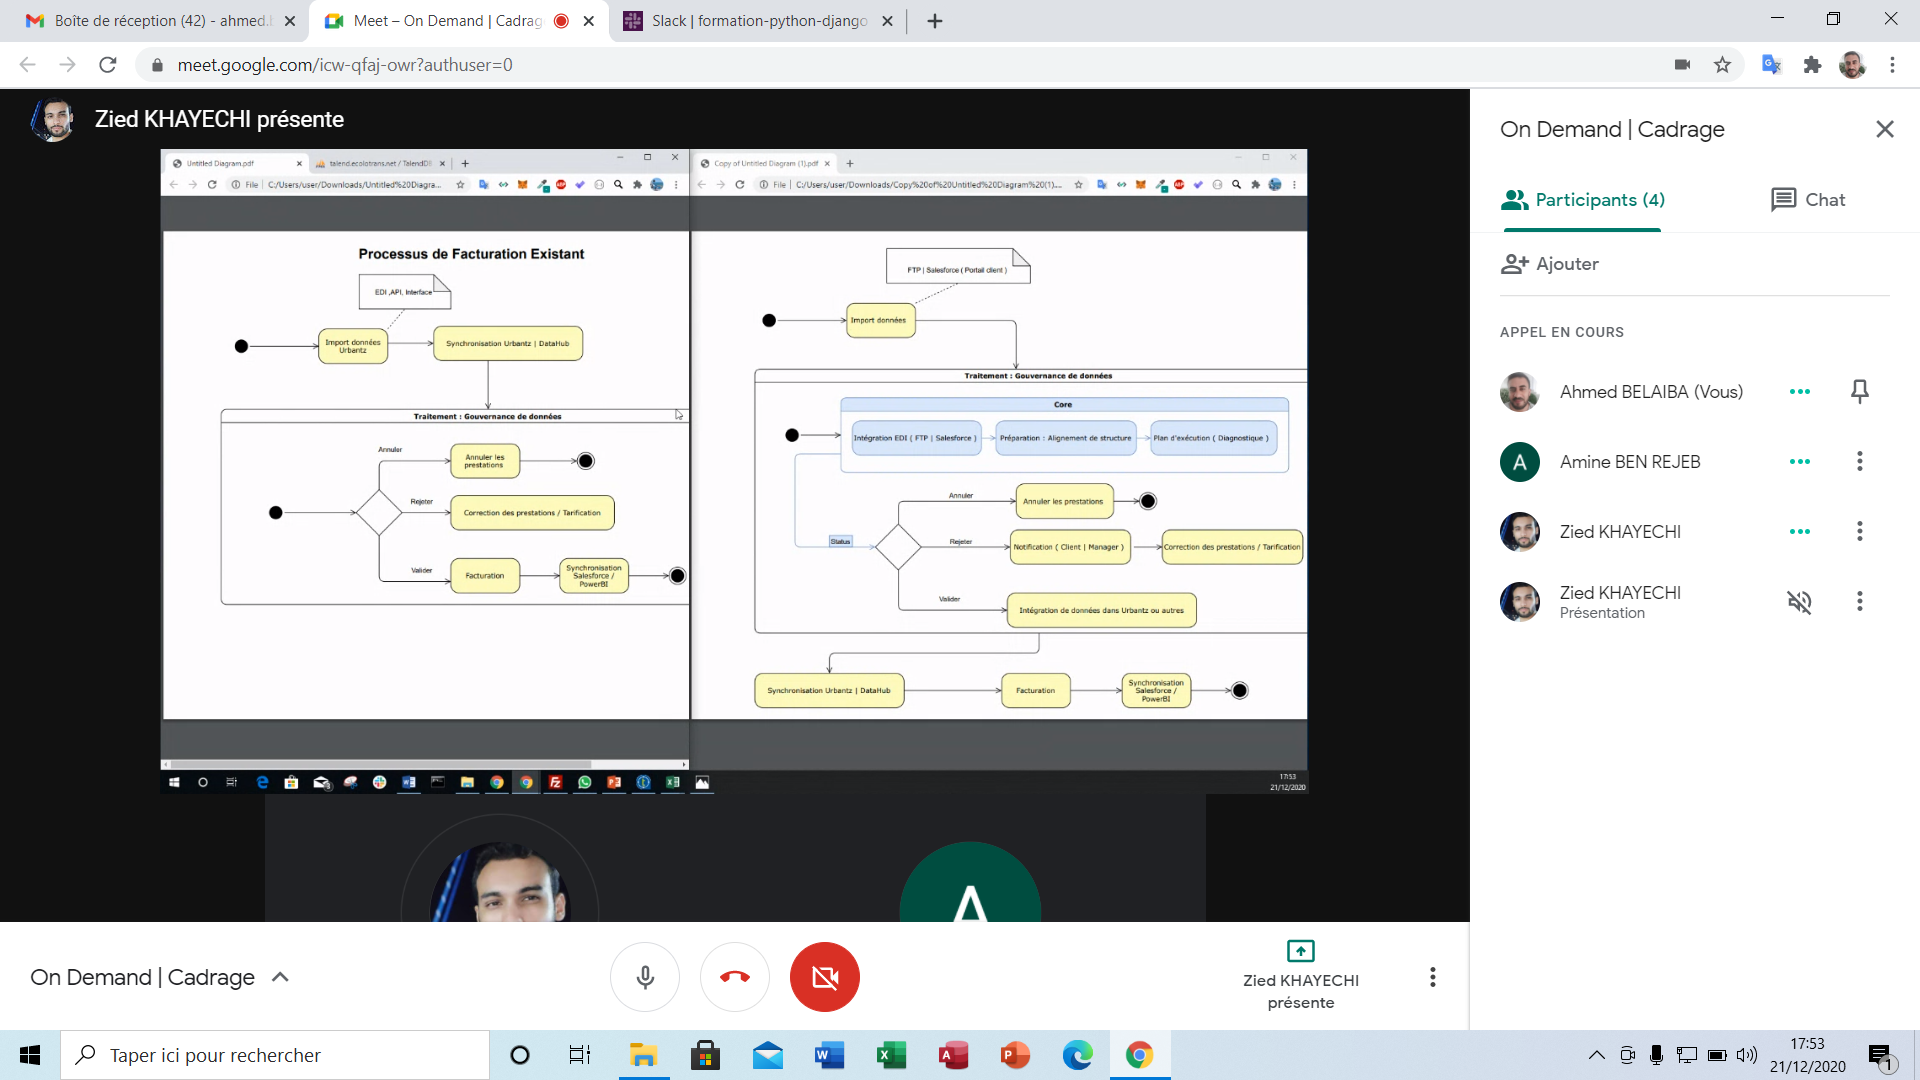 Boîte de réception (42) - ahmed.b
Meet – On Demand | Cadrag
Slack | formation-python-django
meet.google.com/icw-qfaj-owr?authuser=0
Zied KHAYECHI présente
Untitled Diagram.pdf
talend.ecolotrans.net / TalendD
File | C:/Users/user/Downloads/Untitled%20Diagra...
Processus de Facturation Existant
EDI ,API, Interface
Import données
Urbantz
Synchronisation Urbantz | DataHub
Traitement : Gouvernance de données
Annuler
Annuler les
prestations
Rejeter
Correction des prestations / Tarification
Valider
Facturation
Synchronisation
Salesforce /
PowerBI
Copy of Untitled Diagram (1).pdf
File | C:/Users/user/Downloads/Copy%20of%20Untitled%20Diagram%20(1)....
FTP | Salesforce ( Portail client )
Import données
Traitement : Gouvernance de données
Core
Intégration EDI ( FTP | Salesforce )
Préparation : Alignement de structure
Plan d'exécution ( Diagnostique )
Annuler
Annuler les prestations
Status
Rejeter
Notification ( Client | Manager )
Correction des prestations / Tarification
Valider
Intégration de données dans Urbantz ou autres
Synchronisation Urbantz | DataHub
Facturation
Synchronisation
Salesforce /
PowerBI
17:53
21/12/2020
A
On Demand | Cadrage
Participants (4)
Chat
Ajouter
APPEL EN COURS
Ahmed BELAIBA (Vous)
A
Amine BEN REJEB
Zied KHAYECHI
Zied KHAYECHI
Présentation
On Demand | Cadrage
Zied KHAYECHI
présente
Taper ici pour rechercher
17:53
21/12/2020
1